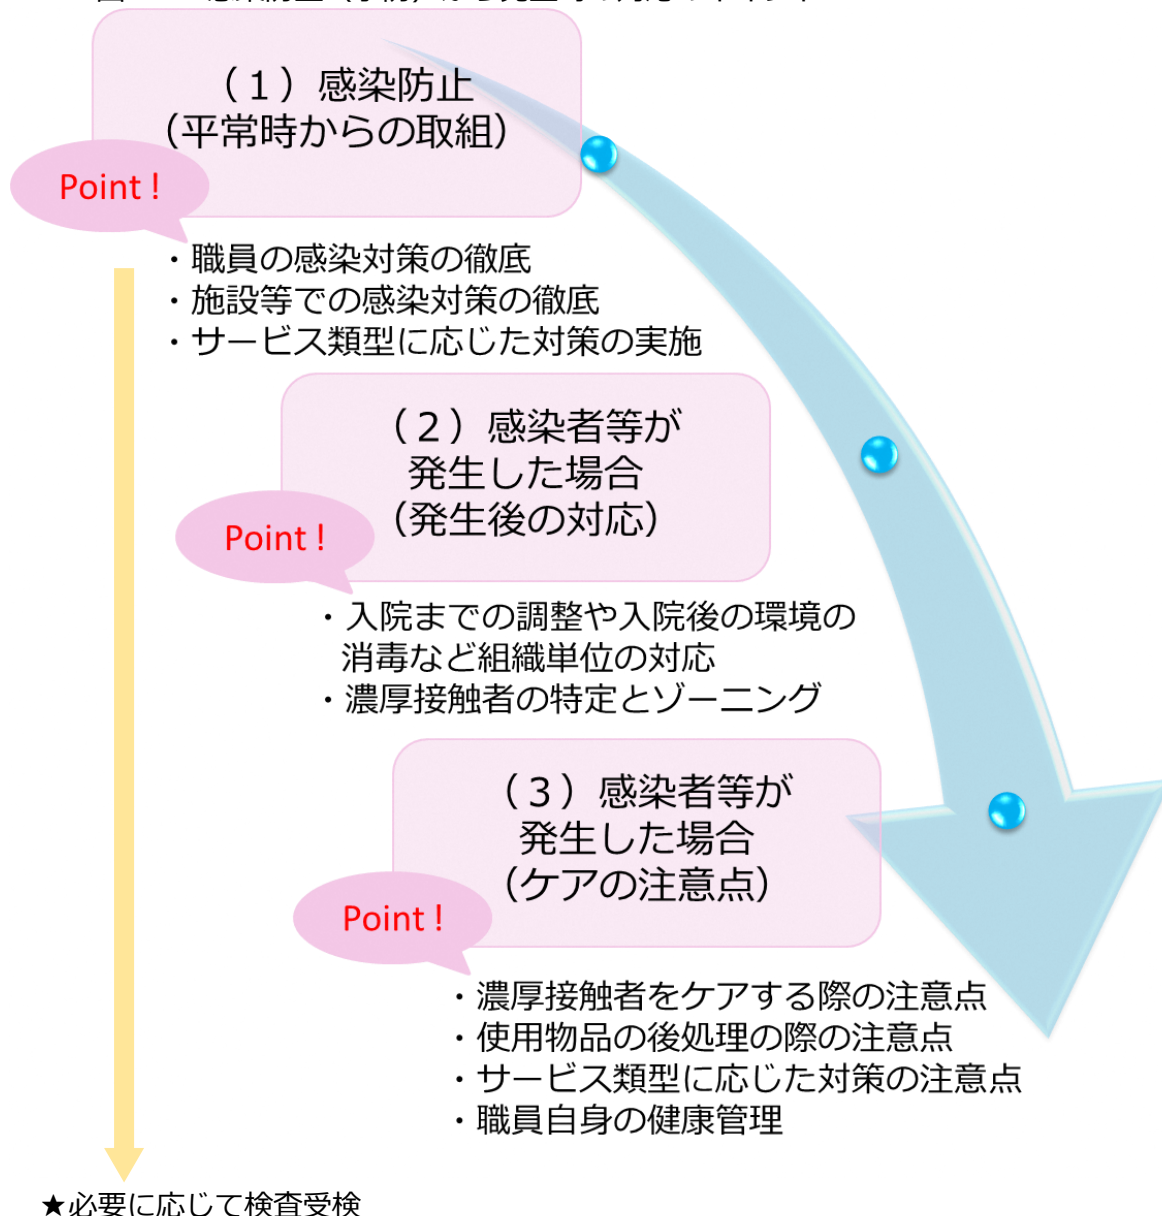 （１）感染防止
（平常時からの取組）
Point !
・職員の感染対策の徹底
・施設等での感染対策の徹底
・サービス類型に応じた対策の実施
（２）感染者等が
発生した場合
（発生後の対応）
Point !
・入院までの調整や入院後の環境の
消毒など組織単位の対応
・濃厚接触者の特定とゾーニング
（３）感染者等が
発生した場合
（ケアの注意点）
Point !
・濃厚接触者をケアする際の注意点
・使用物品の後処理の際の注意点
・サービス類型に応じた対策の注意点
・職員自身の健康管理
★必要に応じて検査受検